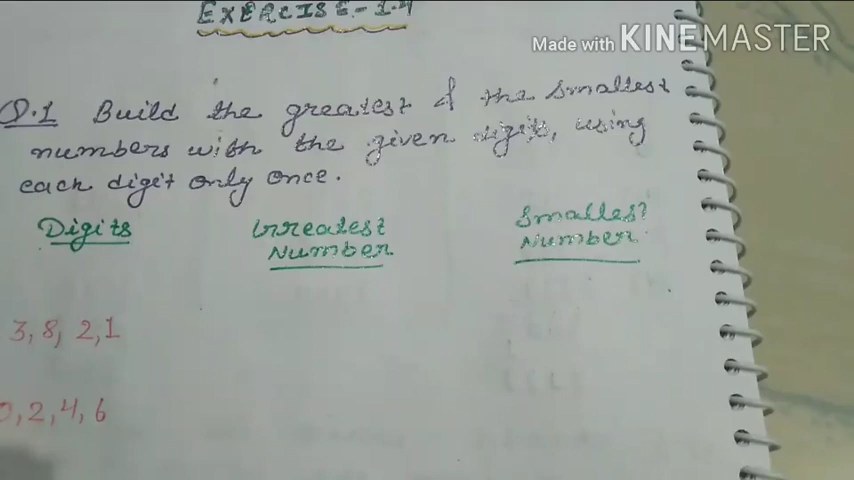 EXERCISE-1.4
Made with KINEMASTER
Q.1 Build the greatest & the smallest
numbers with the given digits, using
each digit only once.
Digits Greatest Number Smallest Number
3, 8, 2, 1
0, 2, 4, 6